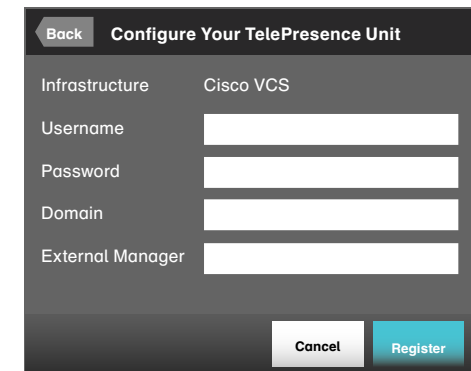 Back Configure Your TelePresence Unit
Infrastructure Cisco VCS
Username
Password
Domain
External Manager
Cancel Register